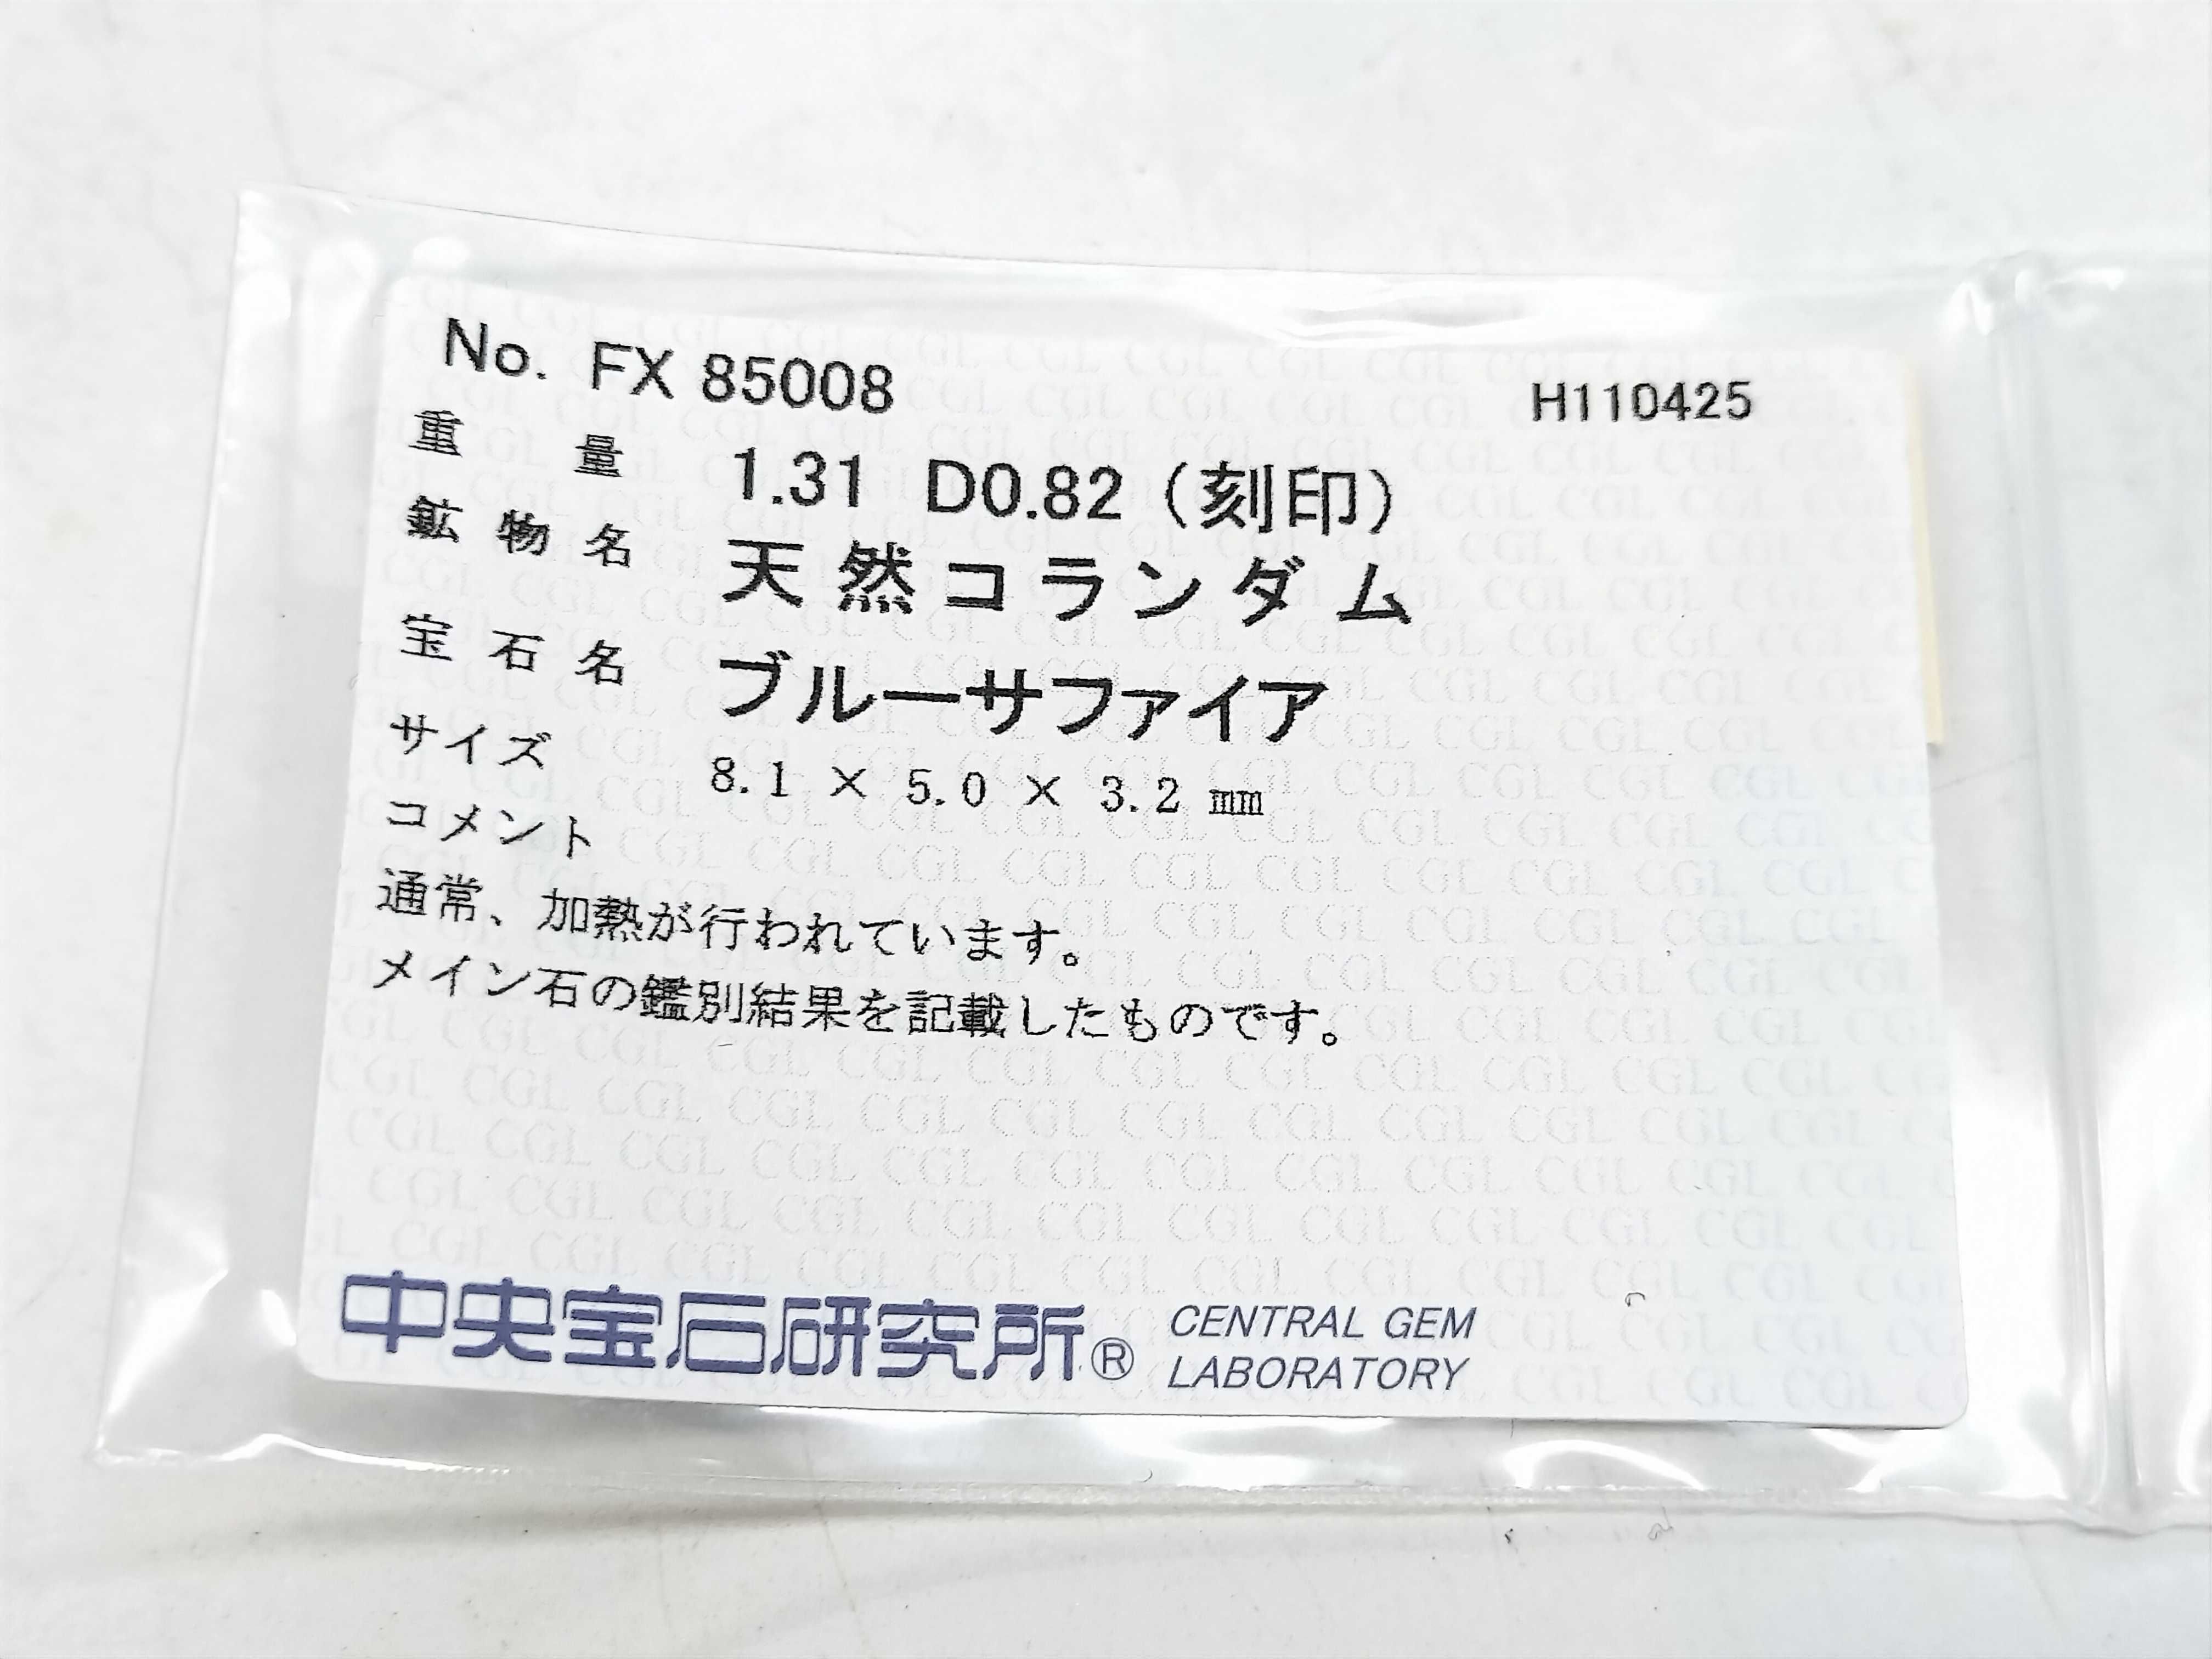 No. FX 85008 H110425
重量 1.31 D0.82（刻印）
鉱物名 天然コランダム
宝石名 ブルーサファイア
サイズ 8.1 × 5.0 × 3.2 mm
コメント
通常、加熱が行われています。
メイン石の鑑別結果を記載したものです。
中央宝石研究所® CENTRAL GEM
LABORATORY